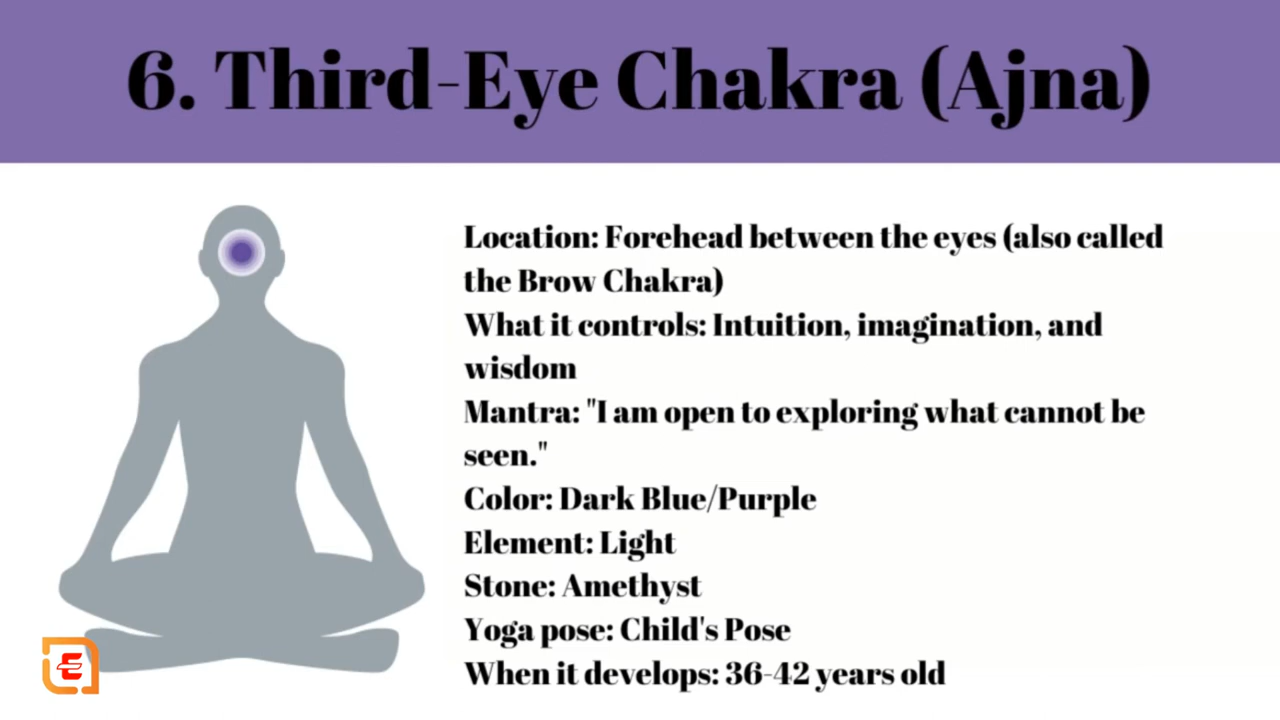 6. Third-Eye Chakra (Ajna)
Location: Forehead between the eyes (also called
the Brow Chakra)
What it controls: Intuition, imagination, and
wisdom
Mantra: "I am open to exploring what cannot be
seen."
Color: Dark Blue/Purple
Element: Light
Stone: Amethyst
Yoga pose: Child's Pose
When it develops: 36-42 years old
E